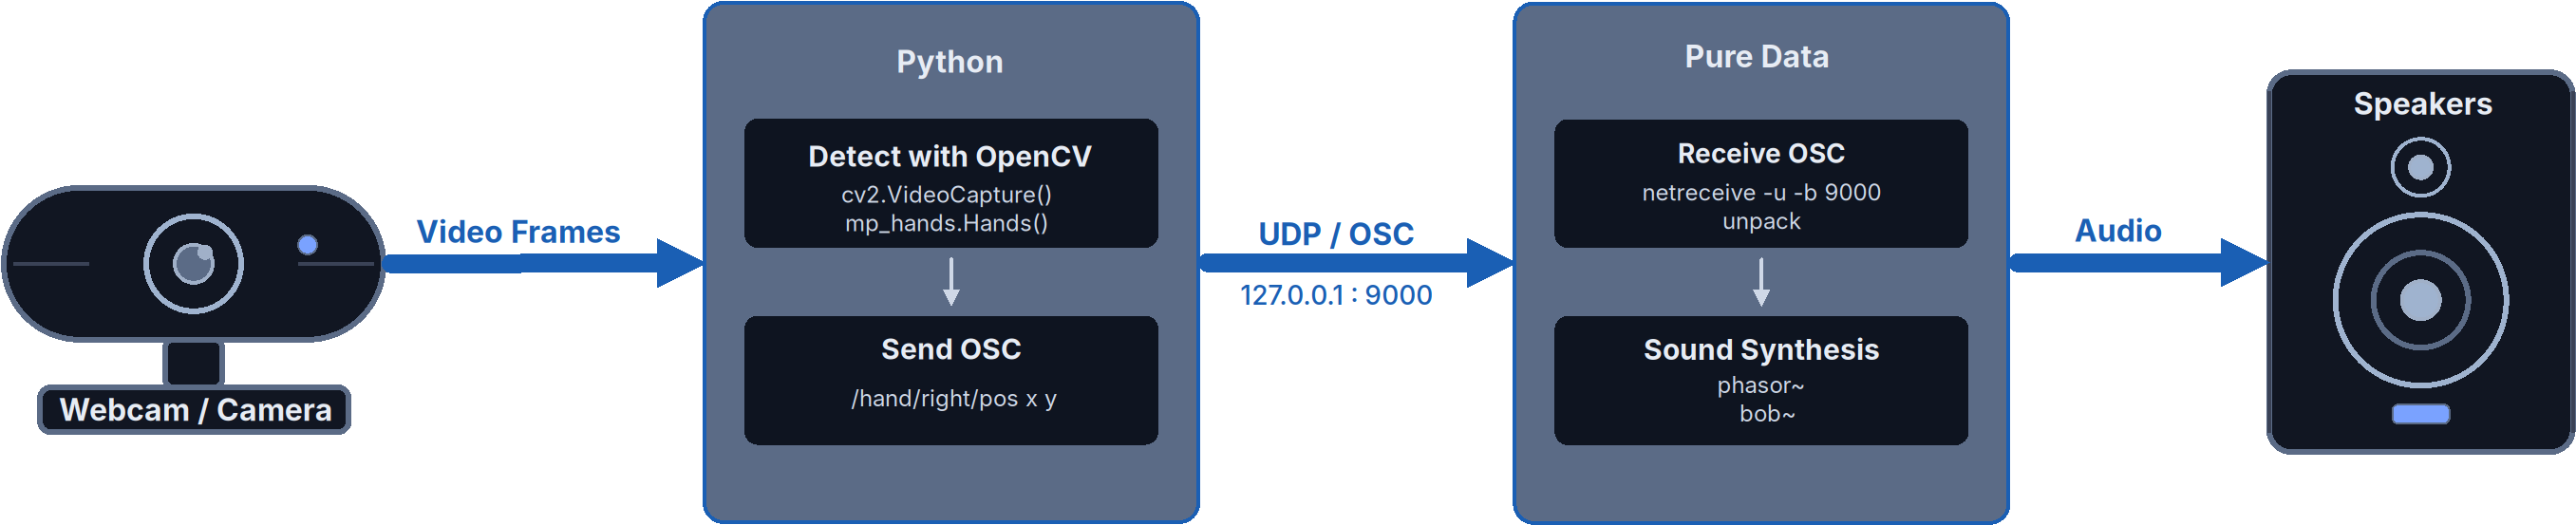 Webcam / Camera
Video Frames
Python
Detect with OpenCV
cv2.VideoCapture()
mp_hands.Hands()
Send OSC
/hand/right/pos x y
UDP / OSC
127.0.0.1 : 9000
Pure Data
Receive OSC
netreceive -u -b 9000
unpack
Sound Synthesis
phasor~
bob~
Audio
Speakers